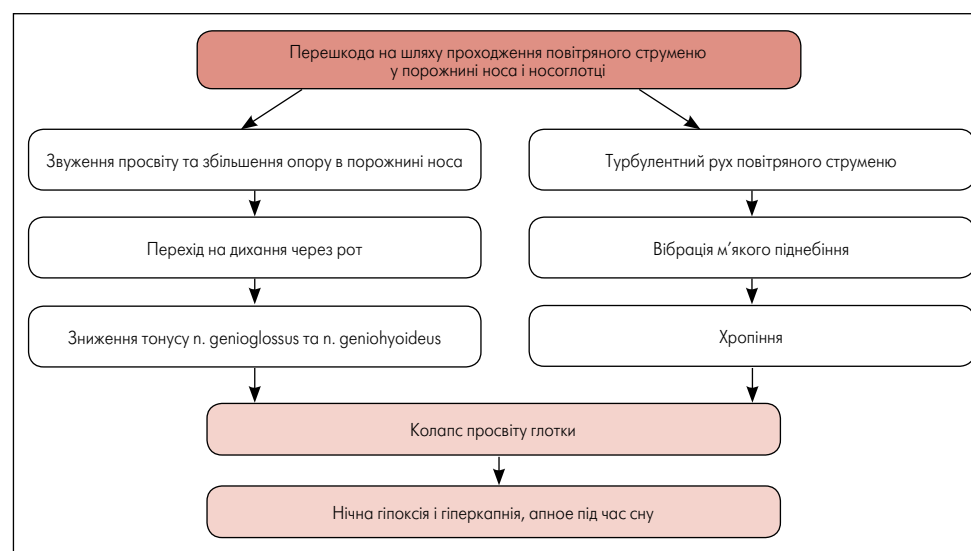 Перешкода на шляху проходження повітряного струменю
у порожнині носа і носоглотці
Звуження просвіту та збільшення опору в порожнині носа
Перехід на дихання через рот
Зниження тонусу n. genioglossus та n. geniohyoideus
Турбулентний рух повітряного струменю
Вібрація м’якого піднебіння
Хропіння
Колапс просвіту глотки
Нічна гіпоксія і гіперкапнія, апное під час сну